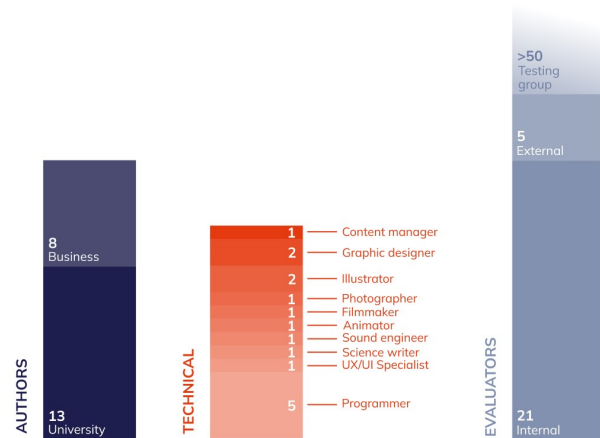 AUTHORS
8
Business
13
University
TECHNICAL
1 Content manager
2 Graphic designer
2 Illustrator
1 Photographer
1 Filmmaker
1 Animator
1 Sound engineer
1 Science writer
1 UX/UI Specialist
5 Programmer
EVALUATORS
>50
Testing
group
5
External
21
Internal